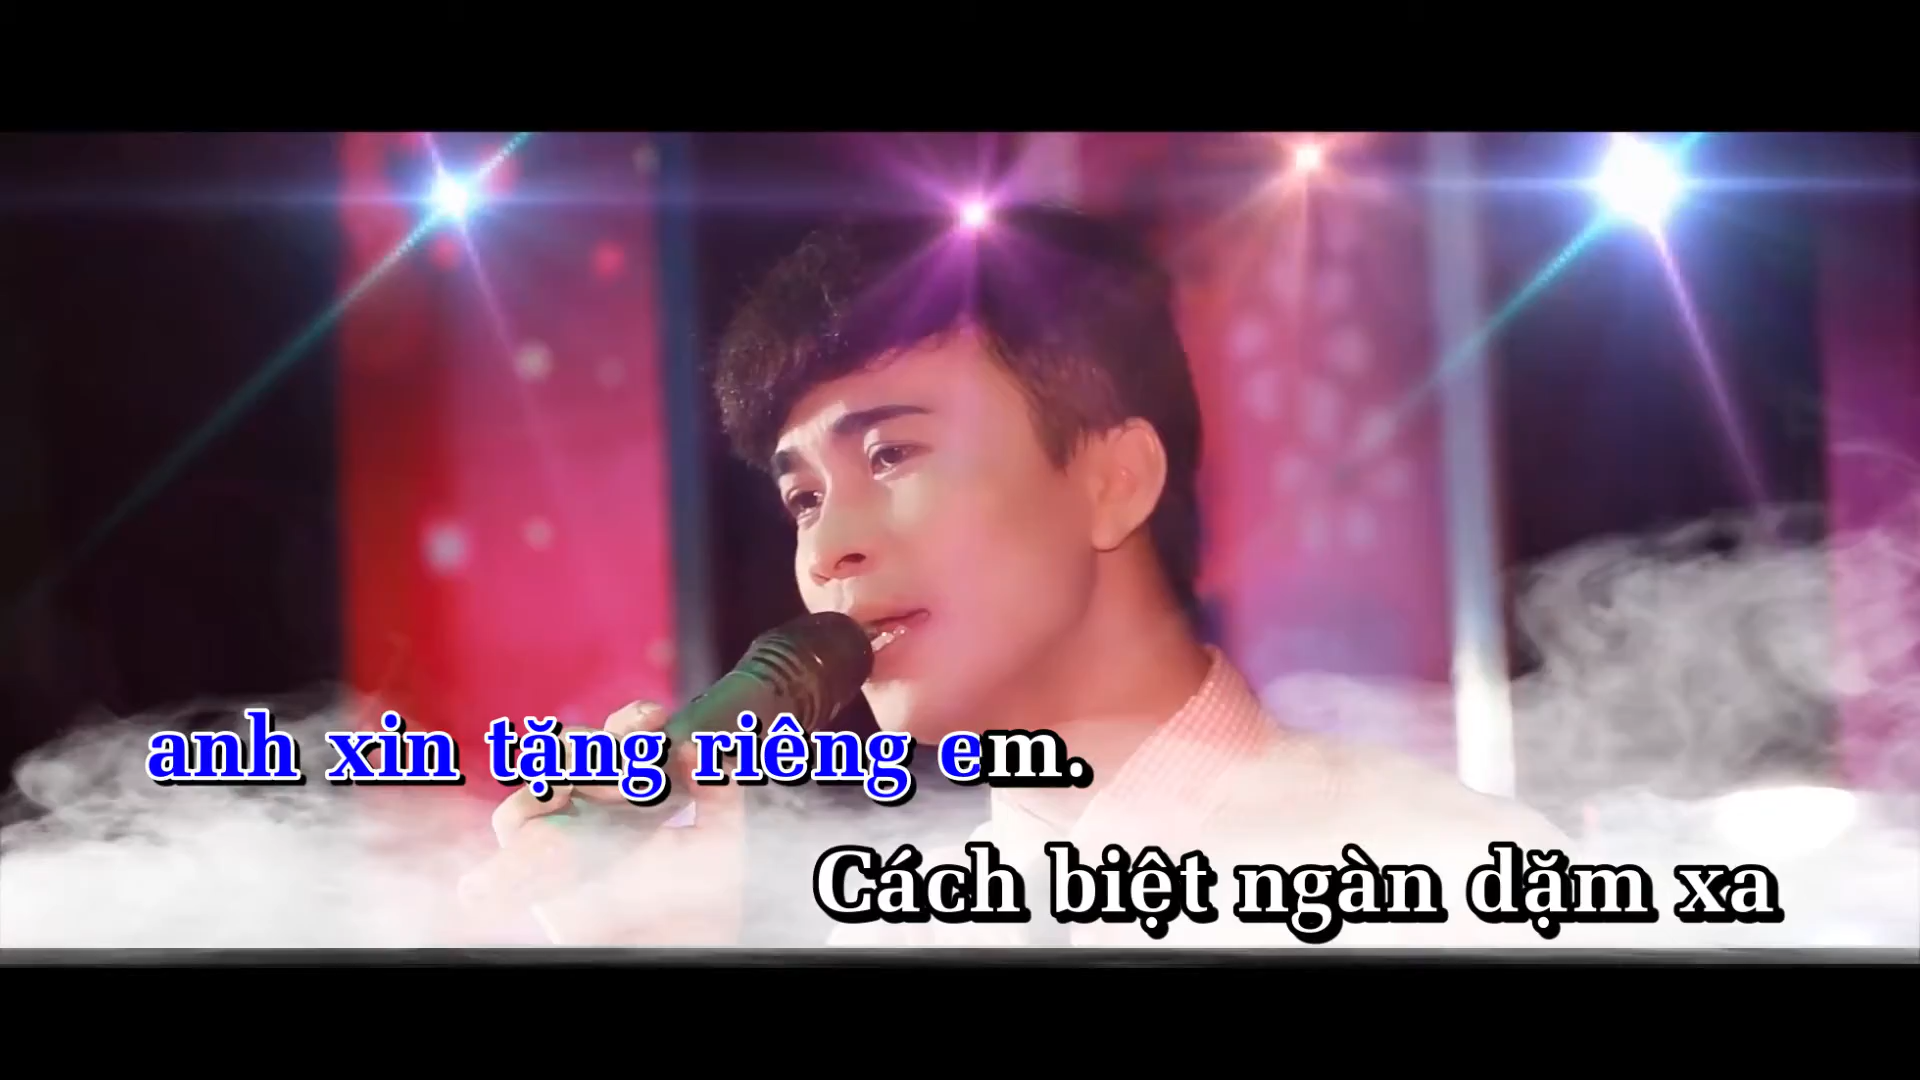 anh xin tặng riêng em.
Cách biệt ngàn dặm xa